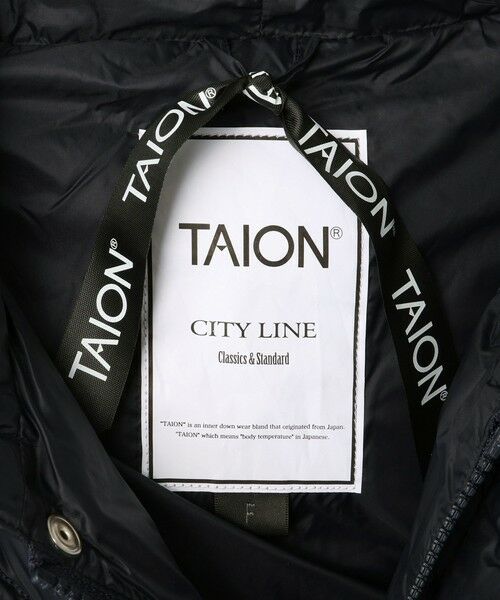 TAION®
TAION®
TAION®
TAION®
TAION®
CITY LINE
Classics & Standard
"TAION" is an inner down wear bland that originated from Japan.
"TAION" which means "body temperature" in Japanese.